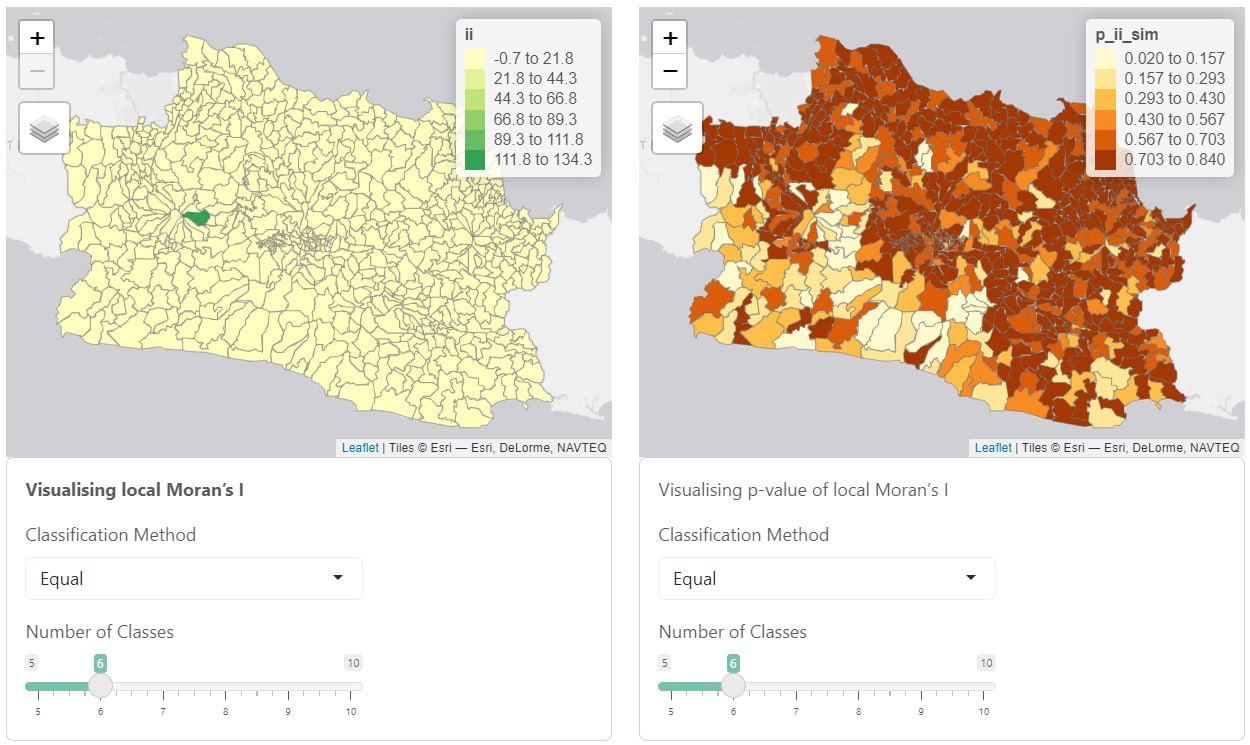 +
−
ii
-0.7 to 21.8
21.8 to 44.3
44.3 to 66.8
66.8 to 89.3
89.3 to 111.8
111.8 to 134.3
Leaflet | Tiles © Esri — Esri, DeLorme, NAVTEQ
Visualising local Moran’s I
Classification Method
Equal
Number of Classes
5 6 10
5 6 7 8 9 10
+
−
p_ii_sim
0.020 to 0.157
0.157 to 0.293
0.293 to 0.430
0.430 to 0.567
0.567 to 0.703
0.703 to 0.840
Leaflet | Tiles © Esri — Esri, DeLorme, NAVTEQ
Visualising p-value of local Moran’s I
Classification Method
Equal
Number of Classes
5 6 10
5 6 7 8 9 10